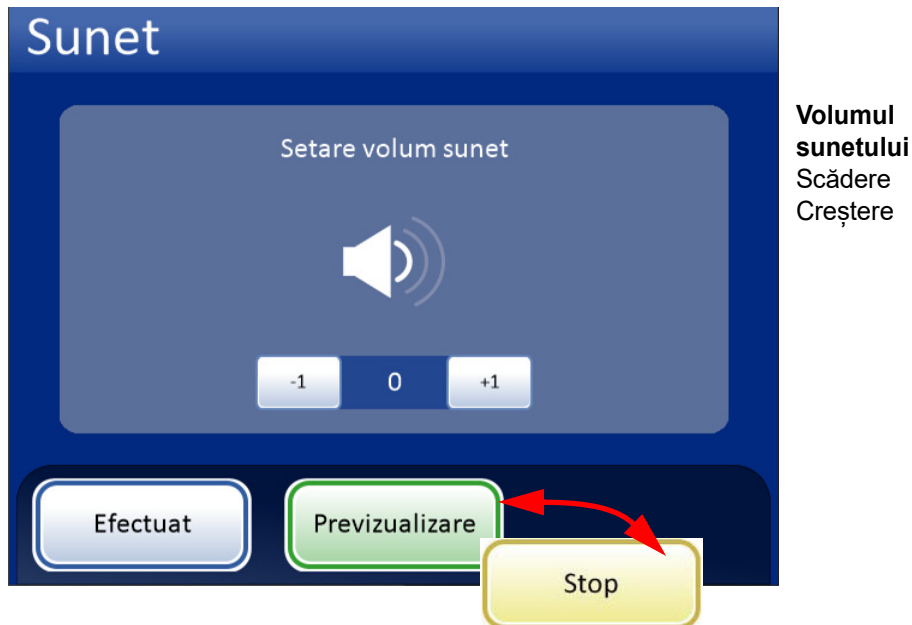 Sunet
Setare volum sunet
-1 0 +1
Efectuat
Previzualizare
Stop
Volumul
sunetului
Scădere
Creștere